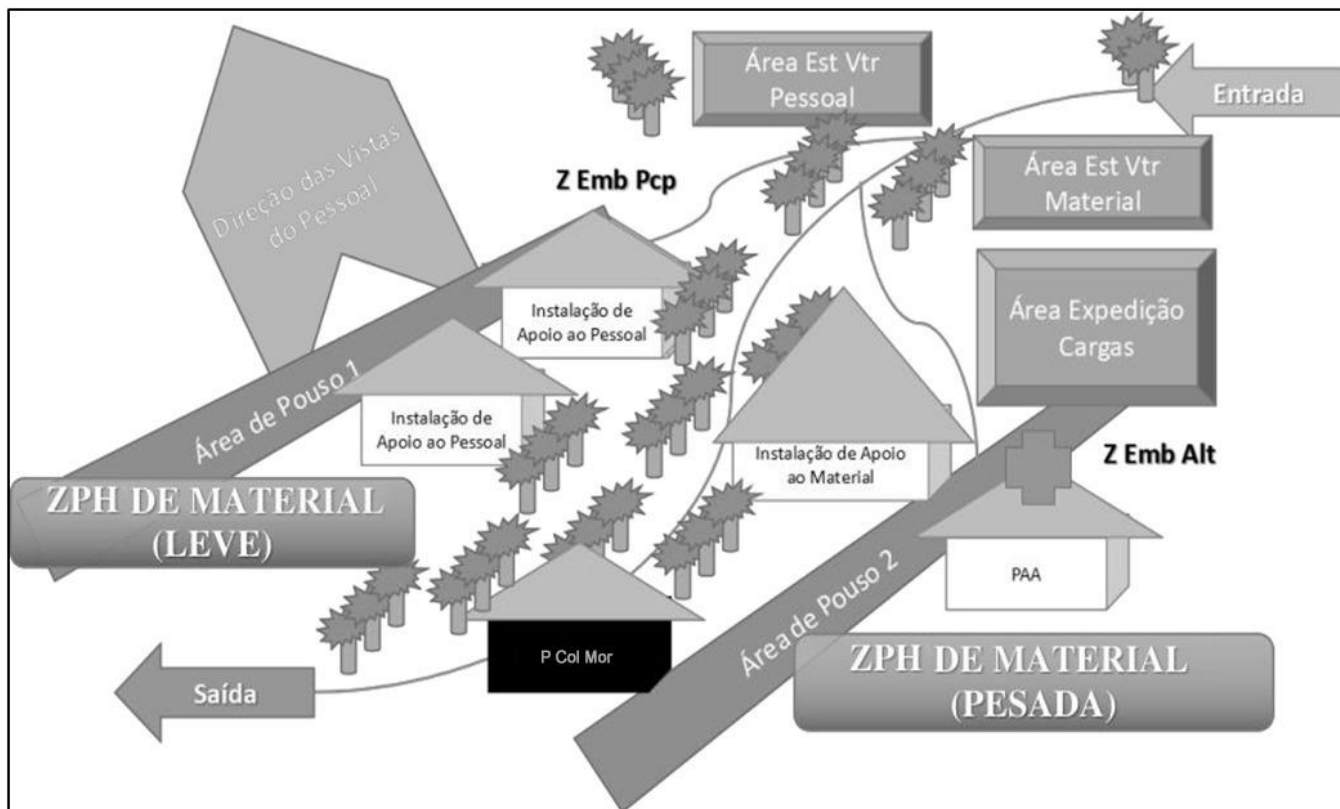 Área Est Vtr
Pessoal
Entrada
Direção das Vistas
do Pessoal
Z Emb Pcp
Área Est Vtr
Material
Instalação de
Apoio ao Pessoal
Área Expedição
Cargas
Área de Pouso 1
Instalação de
Apoio ao Pessoal
Instalação de Apoio
ao Material
Z Emb Alt
ZPH DE MATERIAL
(LEVE)
PAA
Área de Pouso 2
P Col Mor
Saída
ZPH DE MATERIAL
(PESADA)